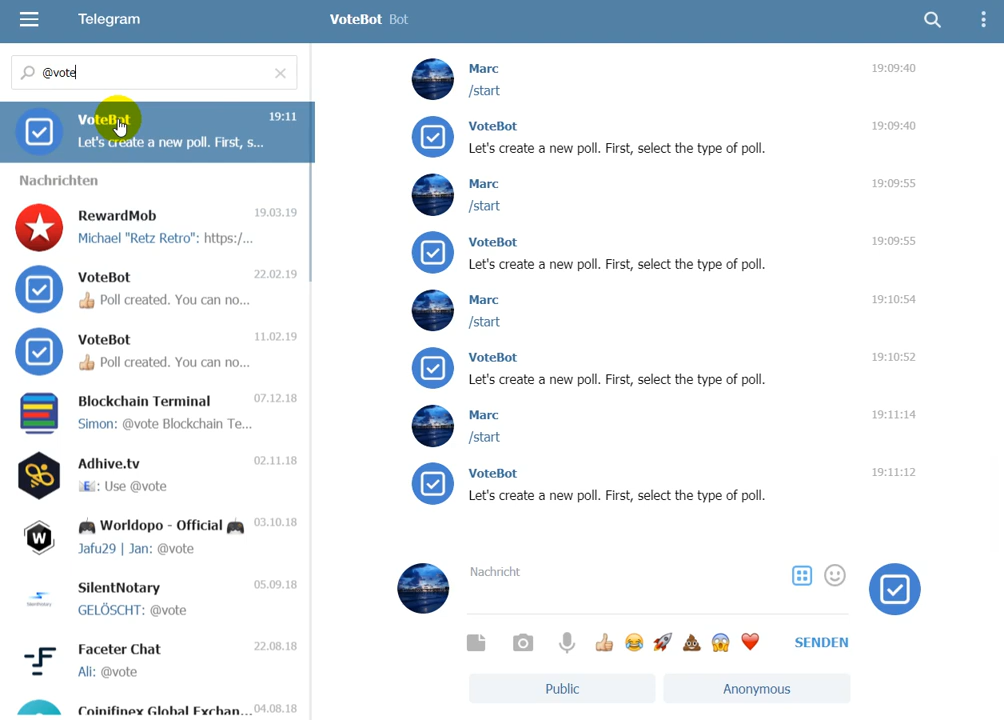 Telegram
VoteBot Bot
@vote
VoteBot 19:11
Let's create a new poll. First, s...
Nachrichten
RewardMob 19.03.19
Michael "Retz Retro": https:/...
VoteBot 22.02.19
👍🏼 Poll created. You can no...
VoteBot 11.02.19
👍🏼 Poll created. You can no...
Blockchain Terminal 07.12.18
Simon: @vote Blockchain Te...
Adhive.tv 02.11.18
📧: Use @vote
🎮 Worldopo - Official 🎮 03.10.18
Jafu29 | Jan: @vote
SilentNotary 05.09.18
GELÖSCHT: @vote
Faceter Chat 22.08.18
Ali: @vote
Coinifinex Global Exchan... 04.08.18
Marc 19:09:40
/start
VoteBot 19:09:40
Let's create a new poll. First, select the type of poll.
Marc 19:09:55
/start
VoteBot 19:09:55
Let's create a new poll. First, select the type of poll.
Marc 19:10:54
/start
VoteBot 19:10:52
Let's create a new poll. First, select the type of poll.
Marc 19:11:14
/start
VoteBot 19:11:12
Let's create a new poll. First, select the type of poll.
Nachricht
👍🏼 😂 🚀 💩 😱 ❤️ SENDEN
Public Anonymous